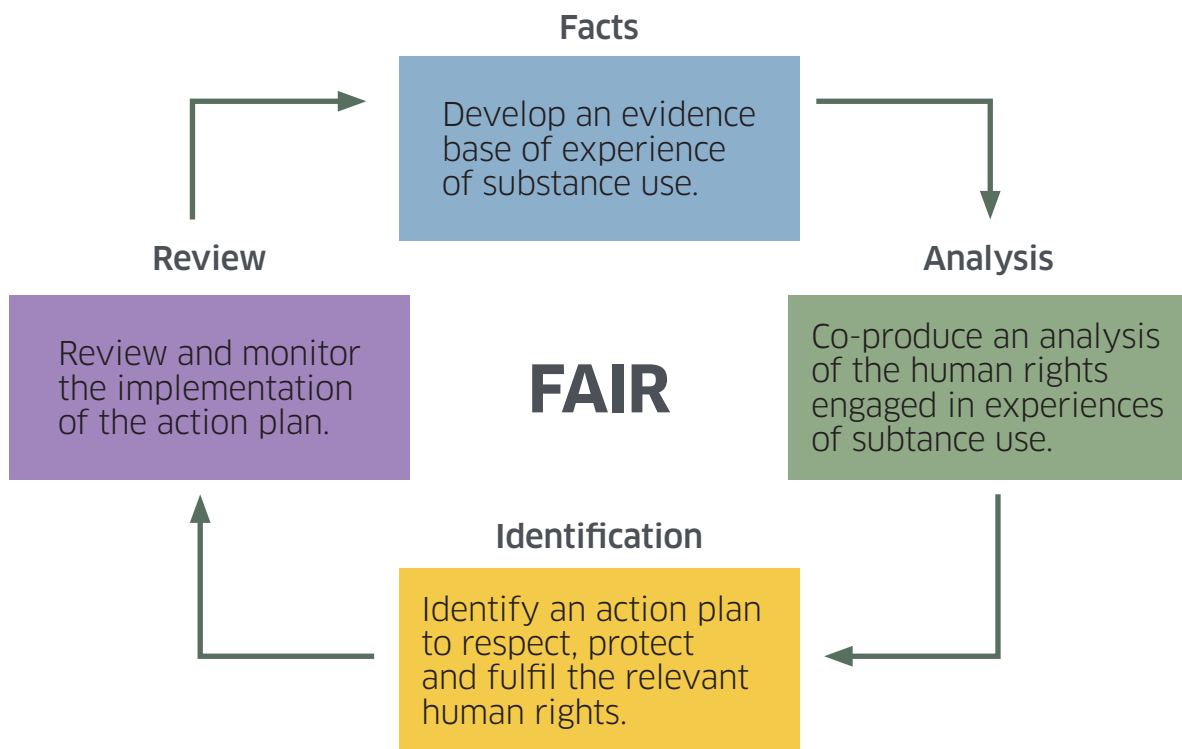 Facts
Develop an evidence
base of experience
of substance use.
Analysis
Co-produce an analysis
of the human rights
engaged in experiences
of subtance use.
Identification
Identify an action plan
to respect, protect
and fulfil the relevant
human rights.
Review
Review and monitor
the implementation
of the action plan.
FAIR